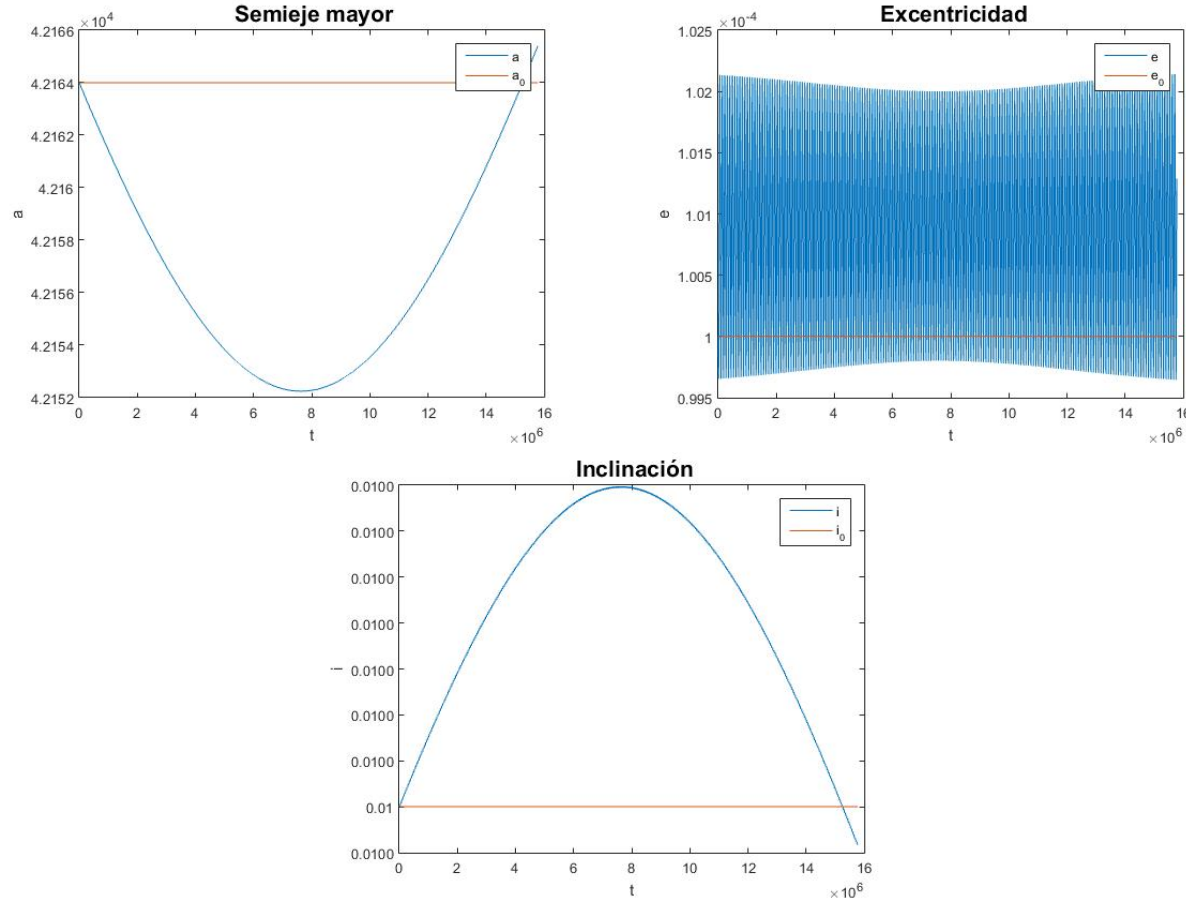 Semieje mayor
×10^4
4.2166
4.2164
4.2162
4.216
4.2158
4.2156
4.2154
4.2152
a
a
a_0
0 2 4 6 8 10 12 14 16
t
×10^6
Excentricidad
×10^-4
1.025
1.02
1.015
1.01
1.005
1
0.995
e
e
e_0
0 2 4 6 8 10 12 14 16
t
×10^6
Inclinación
0.0100
0.0100
0.0100
0.0100
0.0100
0.0100
0.0100
0.01
0.0100
i
i
i_0
0 2 4 6 8 10 12 14 16
t
×10^6